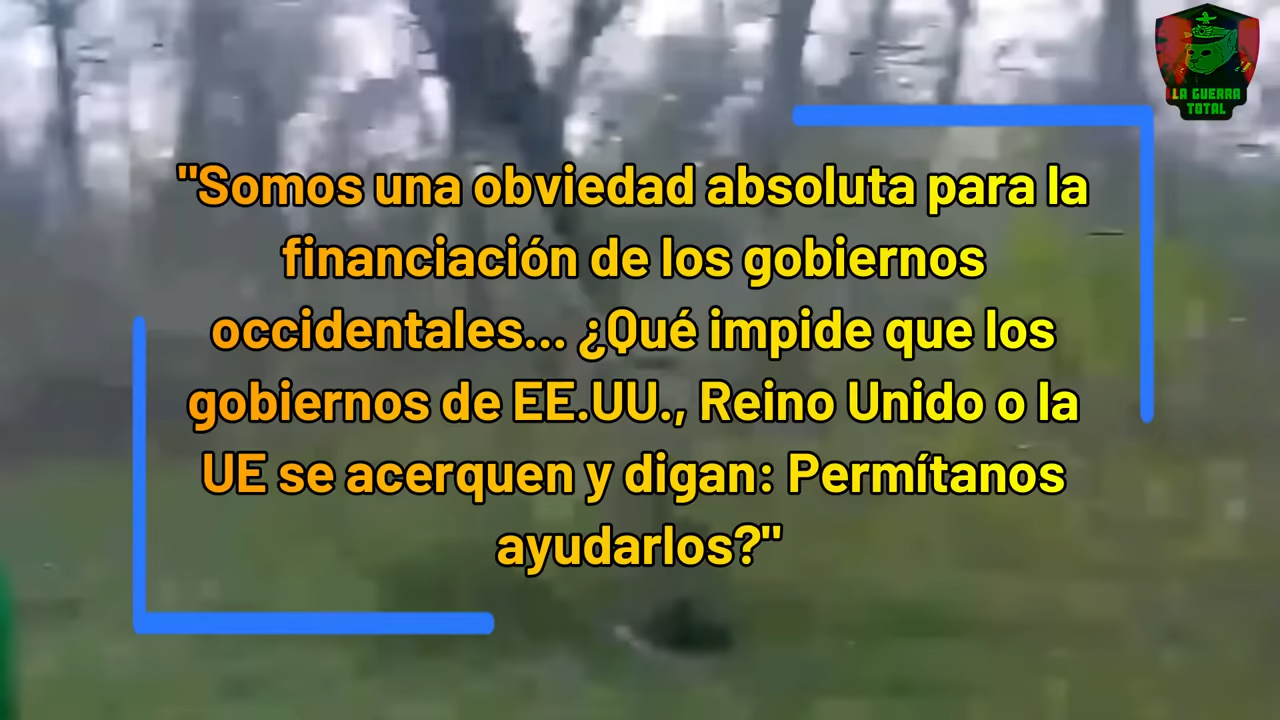 LA GUERRA
TOTAL
"Somos una obviedad absoluta para la
financiación de los gobiernos
occidentales... ¿Qué impide que los
gobiernos de EE.UU., Reino Unido o la
UE se acerquen y digan: Permítanos
ayudarlos?"